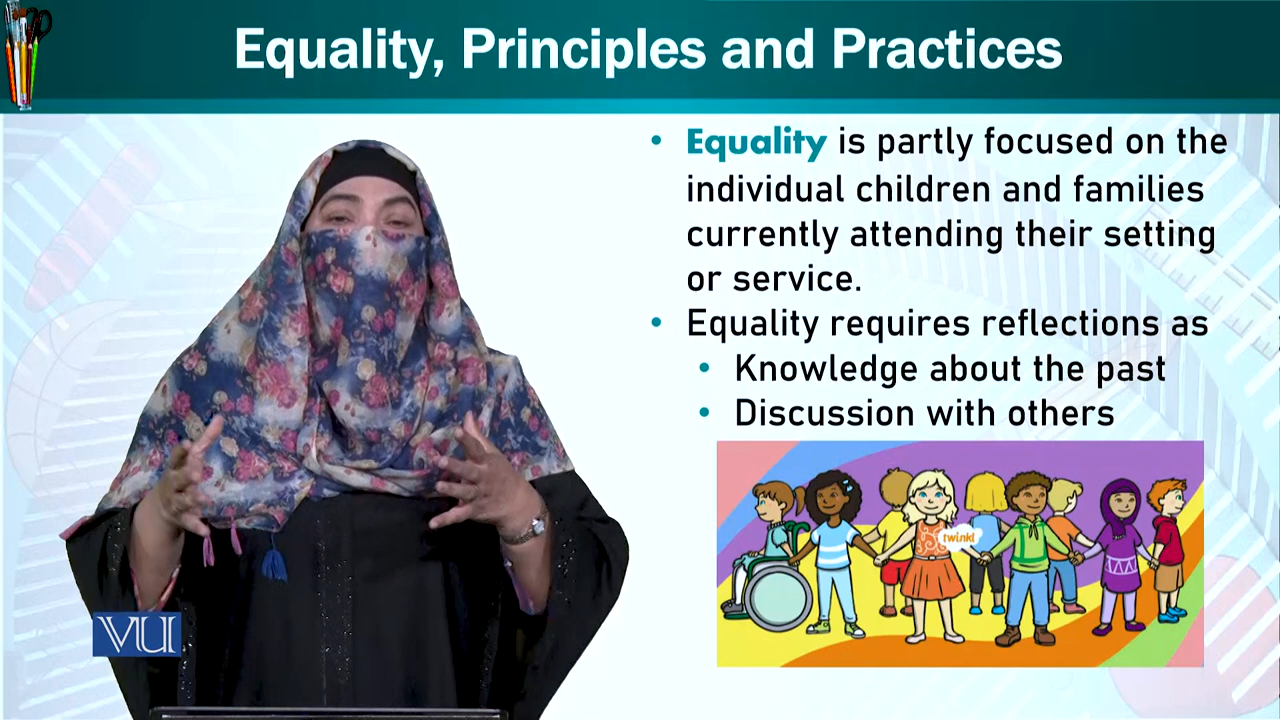 Equality, Principles and Practices
• Equality is partly focused on the
individual children and families
currently attending their setting
or service.
• Equality requires reflections as
• Knowledge about the past
• Discussion with others
twinkl
VU